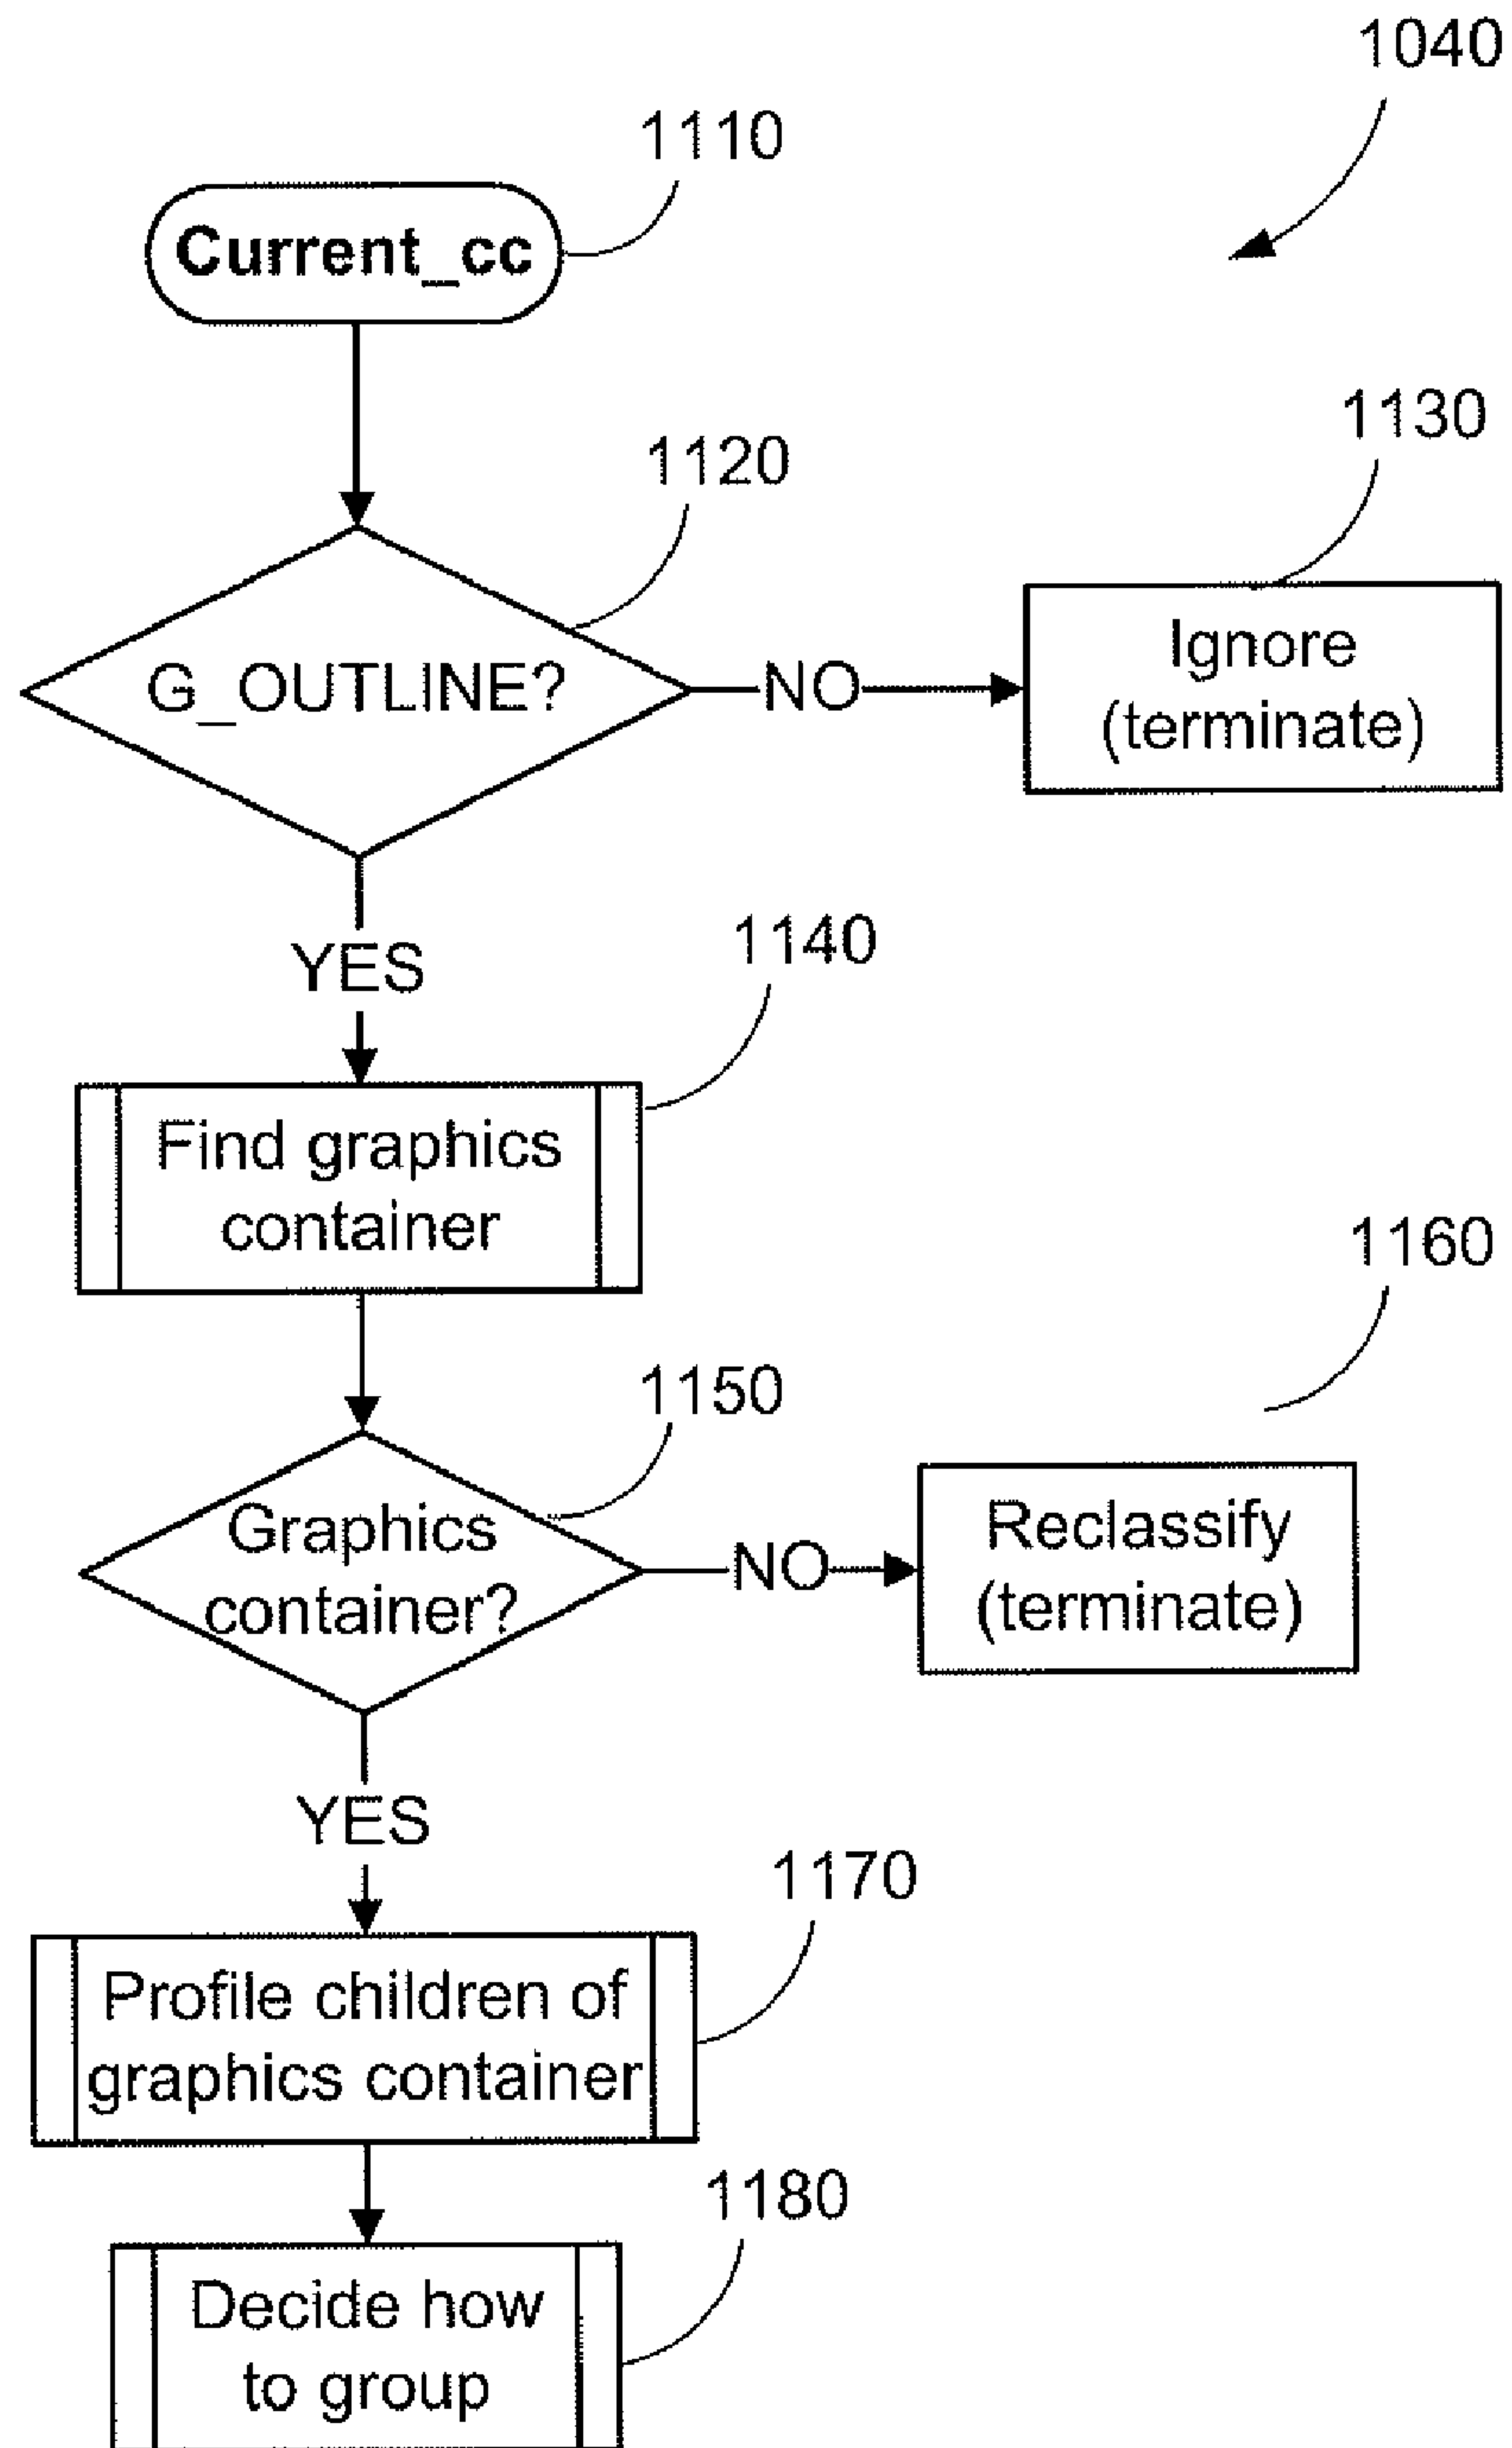 1040
1110
Current_cc
1120
1130
G_OUTLINE?
NO
Ignore
(terminate)
YES
1140
Find graphics
container
1160
1150
Graphics
container?
NO
Reclassify
(terminate)
YES
1170
Profile children of
graphics container
1180
Decide how
to group